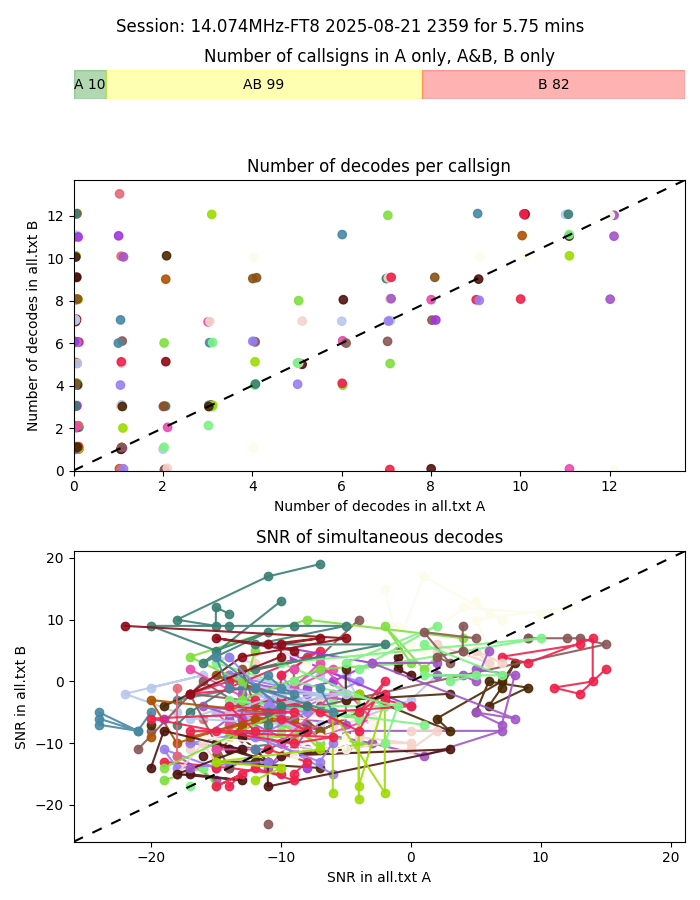 Session: 14.074MHz-FT8 2025-08-21 2359 for 5.75 mins
Number of callsigns in A only, A&B, B only
A 10 AB 99 B 82
Number of decodes per callsign
Number of decodes in all.txt B
12
10
8
6
4
2
0
0 2 4 6 8 10 12
Number of decodes in all.txt A
SNR of simultaneous decodes
SNR in all.txt B
20
10
0
−10
−20
−20 −10 0 10 20
SNR in all.txt A